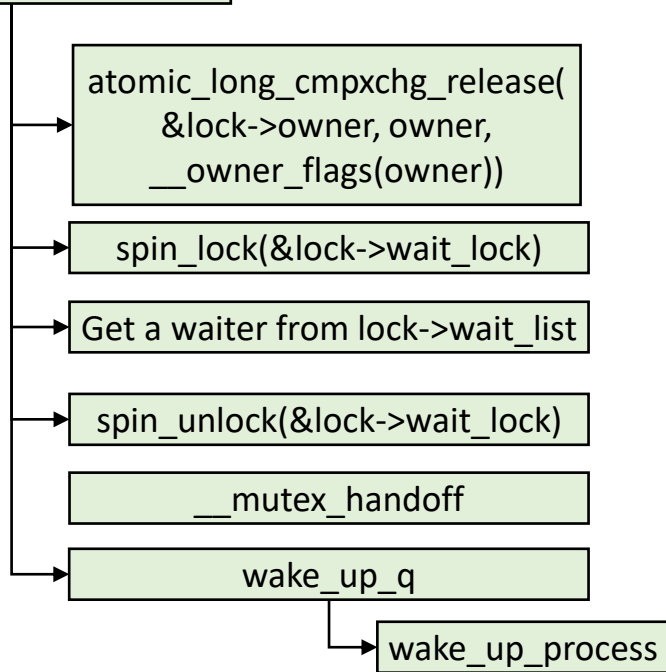 atomic_long_cmpxchg_release(
&lock->owner, owner,
__owner_flags(owner))
spin_lock(&lock->wait_lock)
Get a waiter from lock->wait_list
spin_unlock(&lock->wait_lock)
__mutex_handoff
wake_up_q
wake_up_process